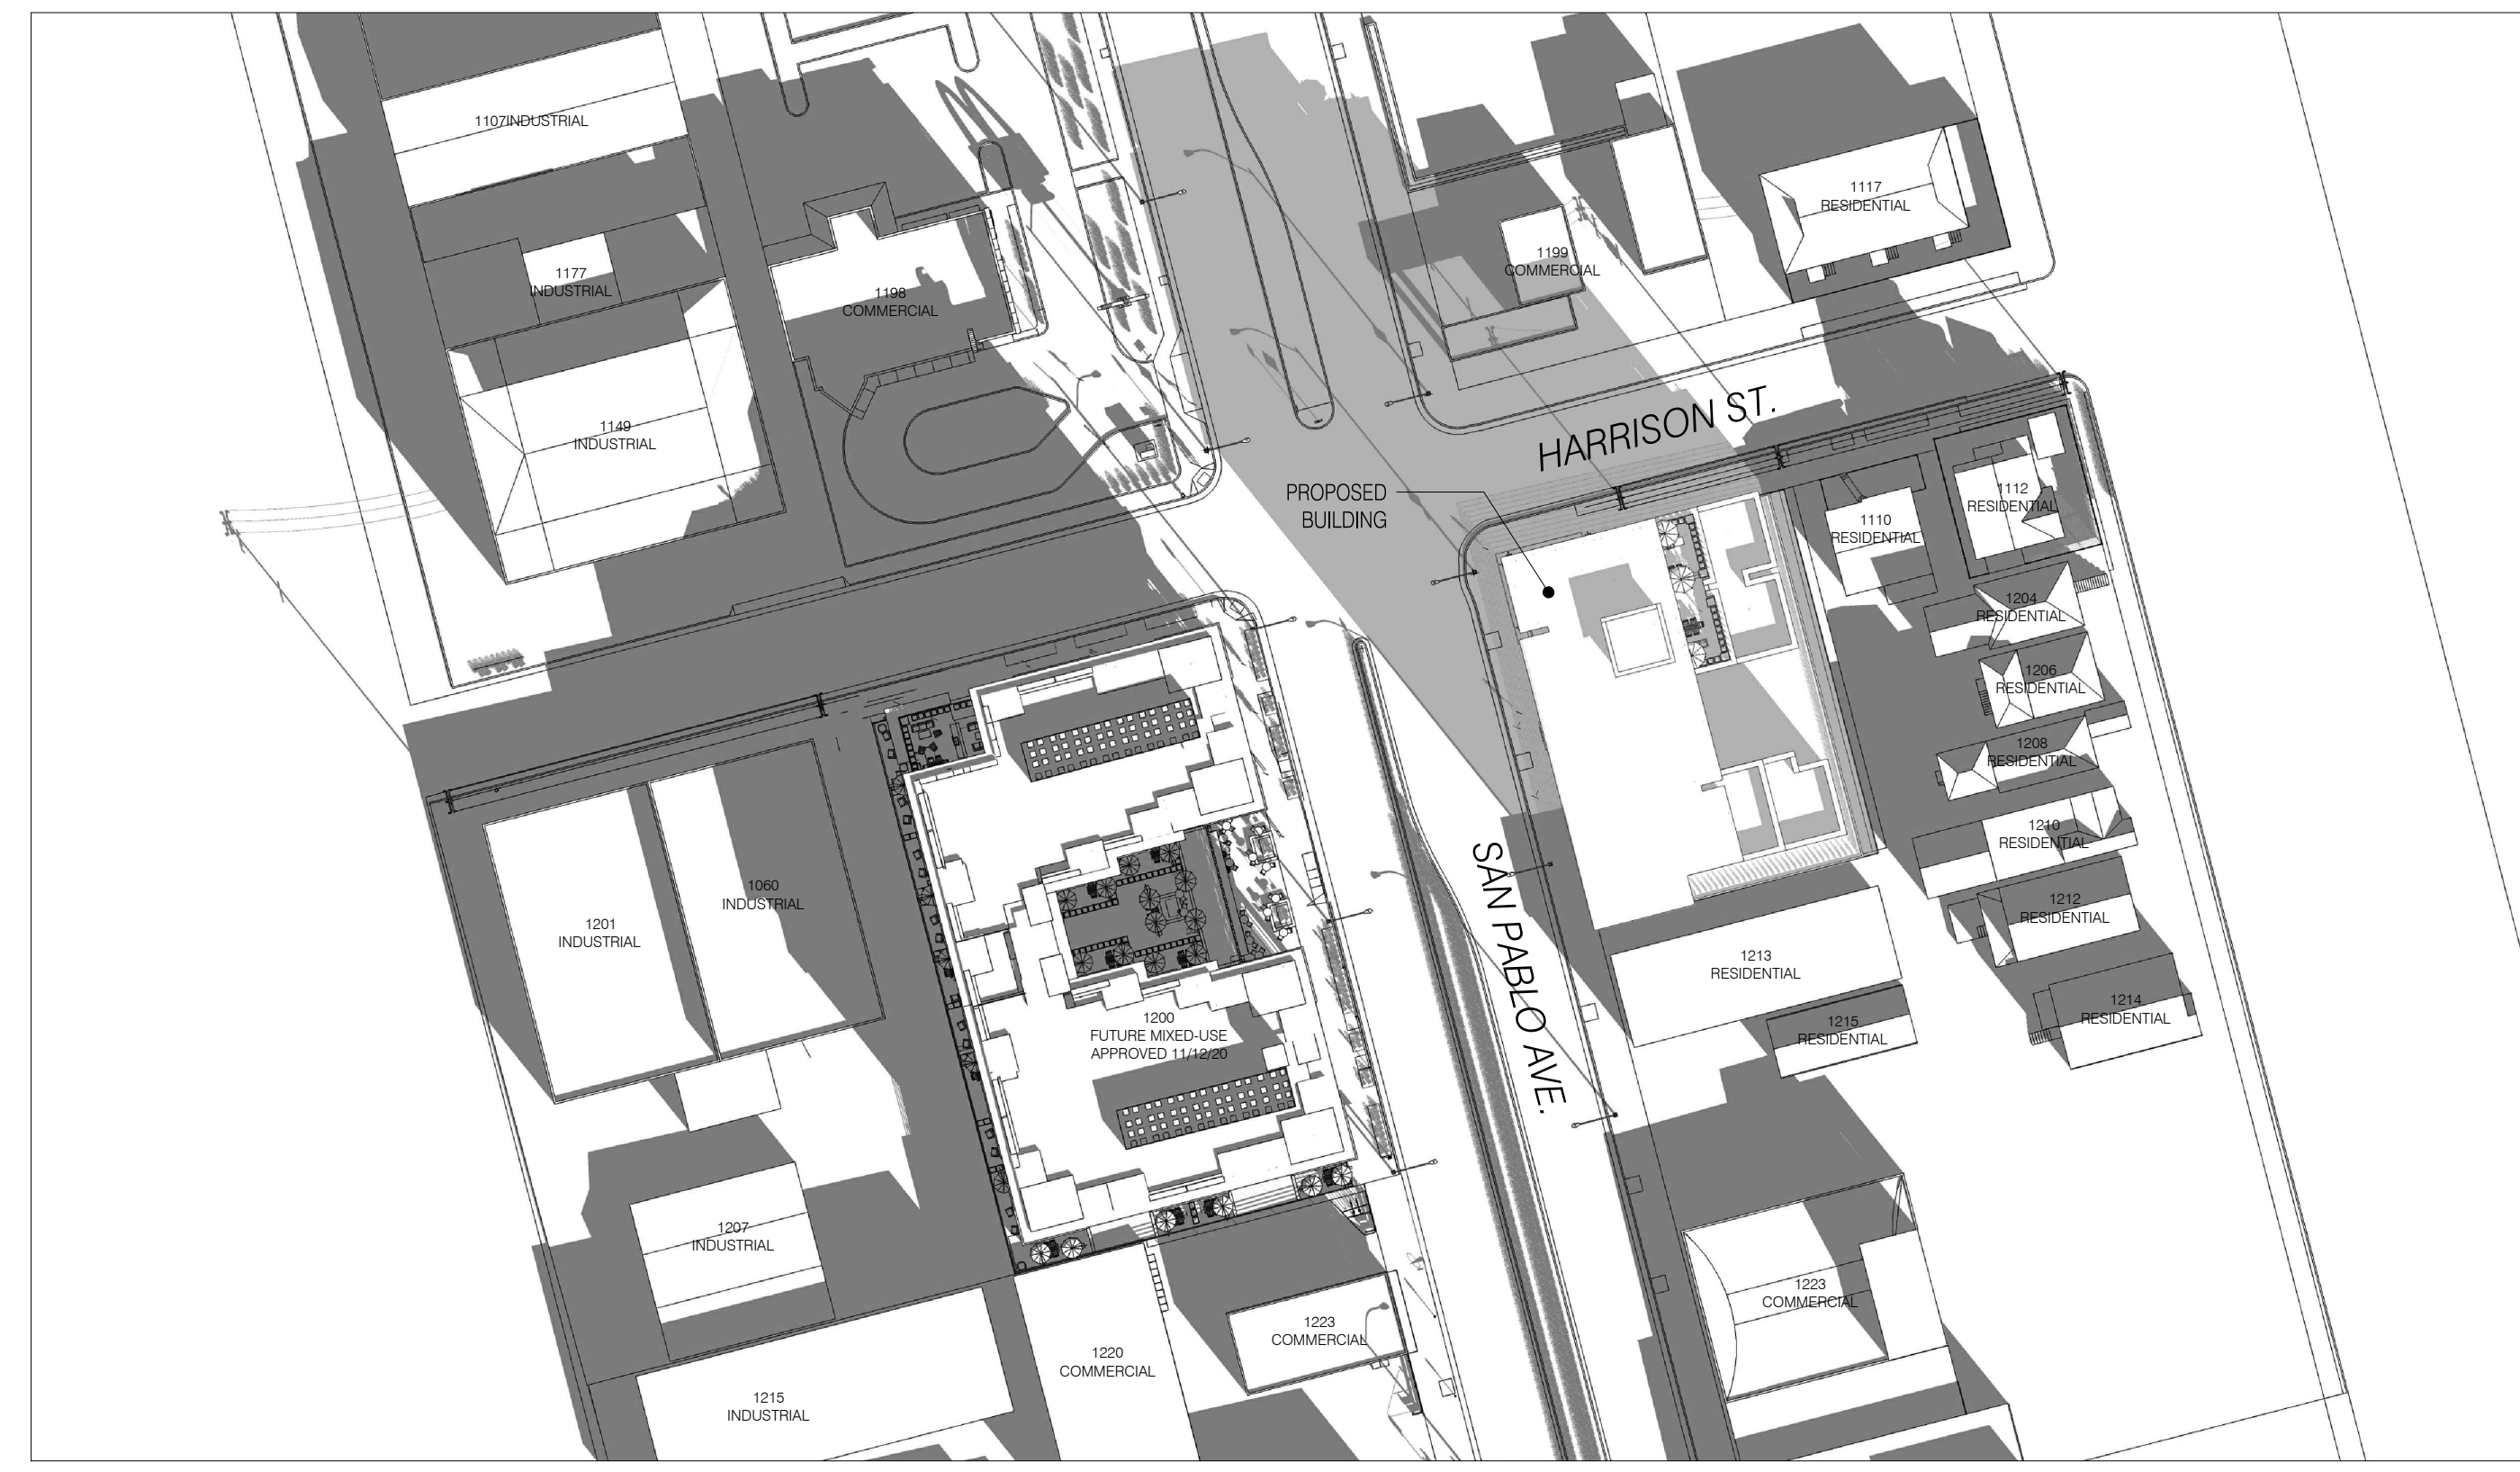 1107INDUSTRIAL
1177
INDUSTRIAL
1198
COMMERCIAL
1149
INDUSTRIAL
1199
COMMERCIAL
1117
RESIDENTIAL
HARRISON ST.
PROPOSED
BUILDING
1110
RESIDENTIAL
1112
RESIDENTIAL
1204
RESIDENTIAL
1206
RESIDENTIAL
1208
RESIDENTIAL
1210
RESIDENTIAL
1212
RESIDENTIAL
1214
RESIDENTIAL
1213
RESIDENTIAL
1215
RESIDENTIAL
SAN PABLO AVE.
1201
INDUSTRIAL
1060
INDUSTRIAL
1200
FUTURE MIXED-USE
APPROVED 11/12/20
1207
INDUSTRIAL
1215
INDUSTRIAL
1220
COMMERCIAL
1223
COMMERCIAL
1223
COMMERCIAL